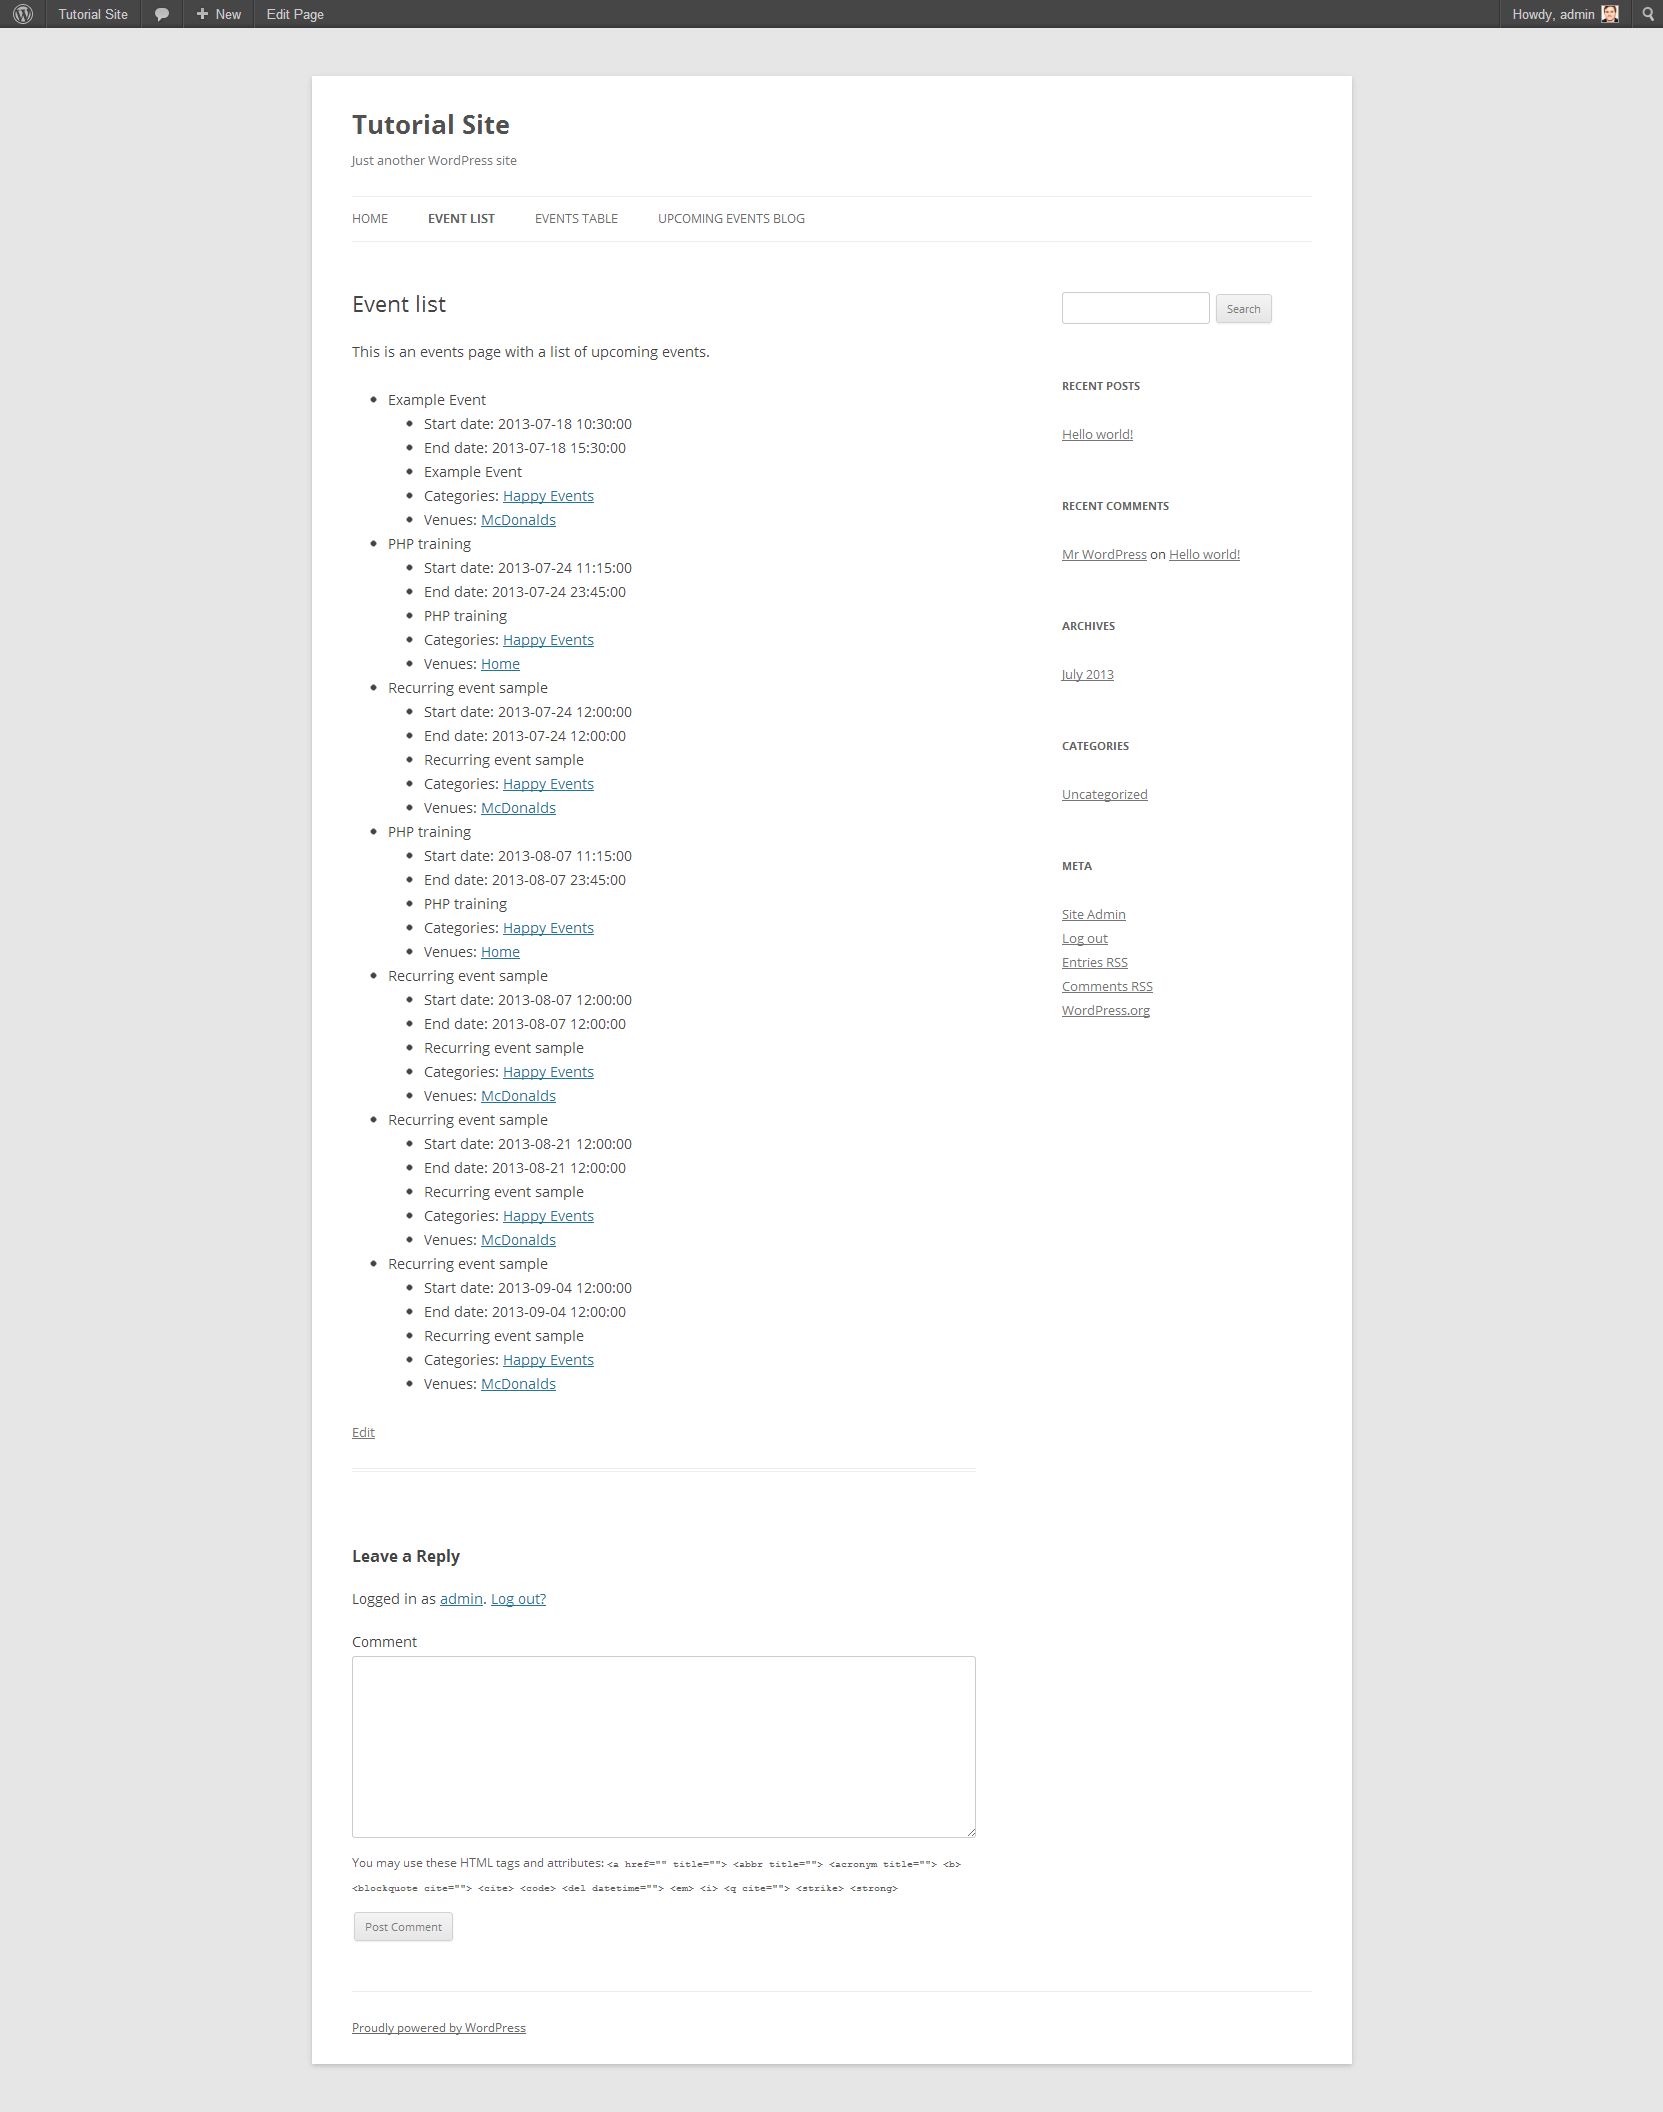 Tutorial Site
New
Edit Page
Howdy, admin
Tutorial Site
Just another WordPress site
HOME
EVENT LIST
EVENTS TABLE
UPCOMING EVENTS BLOG
Event list
This is an events page with a list of upcoming events.
Example Event
Start date: 2013-07-18 10:30:00
End date: 2013-07-18 15:30:00
Example Event
Categories: Happy Events
Venues: McDonalds
PHP training
Start date: 2013-07-24 11:15:00
End date: 2013-07-24 23:45:00
PHP training
Categories: Happy Events
Venues: Home
Recurring event sample
Start date: 2013-07-24 12:00:00
End date: 2013-07-24 12:00:00
Recurring event sample
Categories: Happy Events
Venues: McDonalds
PHP training
Start date: 2013-08-07 11:15:00
End date: 2013-08-07 23:45:00
PHP training
Categories: Happy Events
Venues: Home
Recurring event sample
Start date: 2013-08-07 12:00:00
End date: 2013-08-07 12:00:00
Recurring event sample
Categories: Happy Events
Venues: McDonalds
Recurring event sample
Start date: 2013-08-21 12:00:00
End date: 2013-08-21 12:00:00
Recurring event sample
Categories: Happy Events
Venues: McDonalds
Recurring event sample
Start date: 2013-09-04 12:00:00
End date: 2013-09-04 12:00:00
Recurring event sample
Categories: Happy Events
Venues: McDonalds
Edit
Leave a Reply
Logged in as admin. Log out?
Comment
You may use these HTML tags and attributes: <a href="" title=""> <abbr title=""> <acronym title=""> <b>
<blockquote cite=""> <cite> <code> <del datetime=""> <em> <i> <q cite=""> <strike> <strong>
Post Comment
Search
RECENT POSTS
Hello world!
RECENT COMMENTS
Mr WordPress on Hello world!
ARCHIVES
July 2013
CATEGORIES
Uncategorized
META
Site Admin
Log out
Entries RSS
Comments RSS
WordPress.org
Proudly powered by WordPress